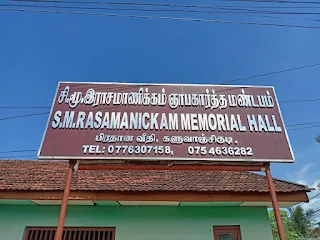 சி.மு.இராசமாணிக்கம் ஞாபகார்த்த மண்டபம்
S.M.RASAMANICKAM MEMORIAL HALL
பிரதான வீதி, களுவாஞ்சிகுடி.
TEL: 0776307158, 075 4636282